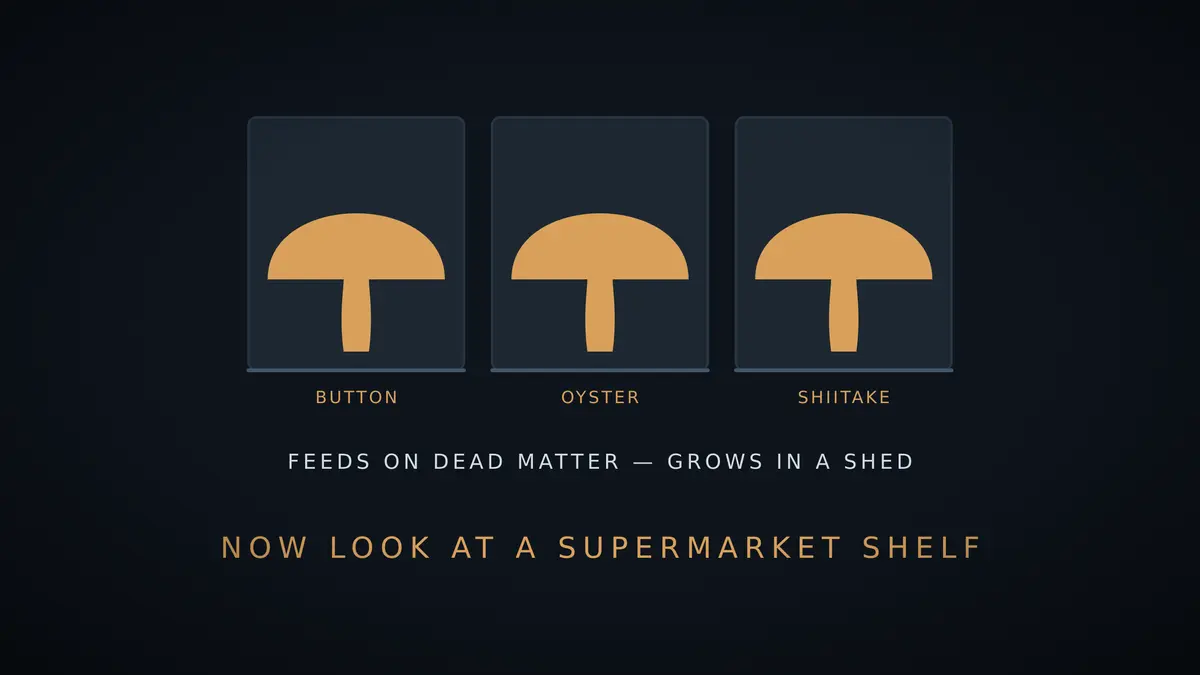 BUTTON
OYSTER
SHIITAKE
FEEDS ON DEAD MATTER — GROWS IN A SHED
NOW LOOK AT A SUPERMARKET SHELF